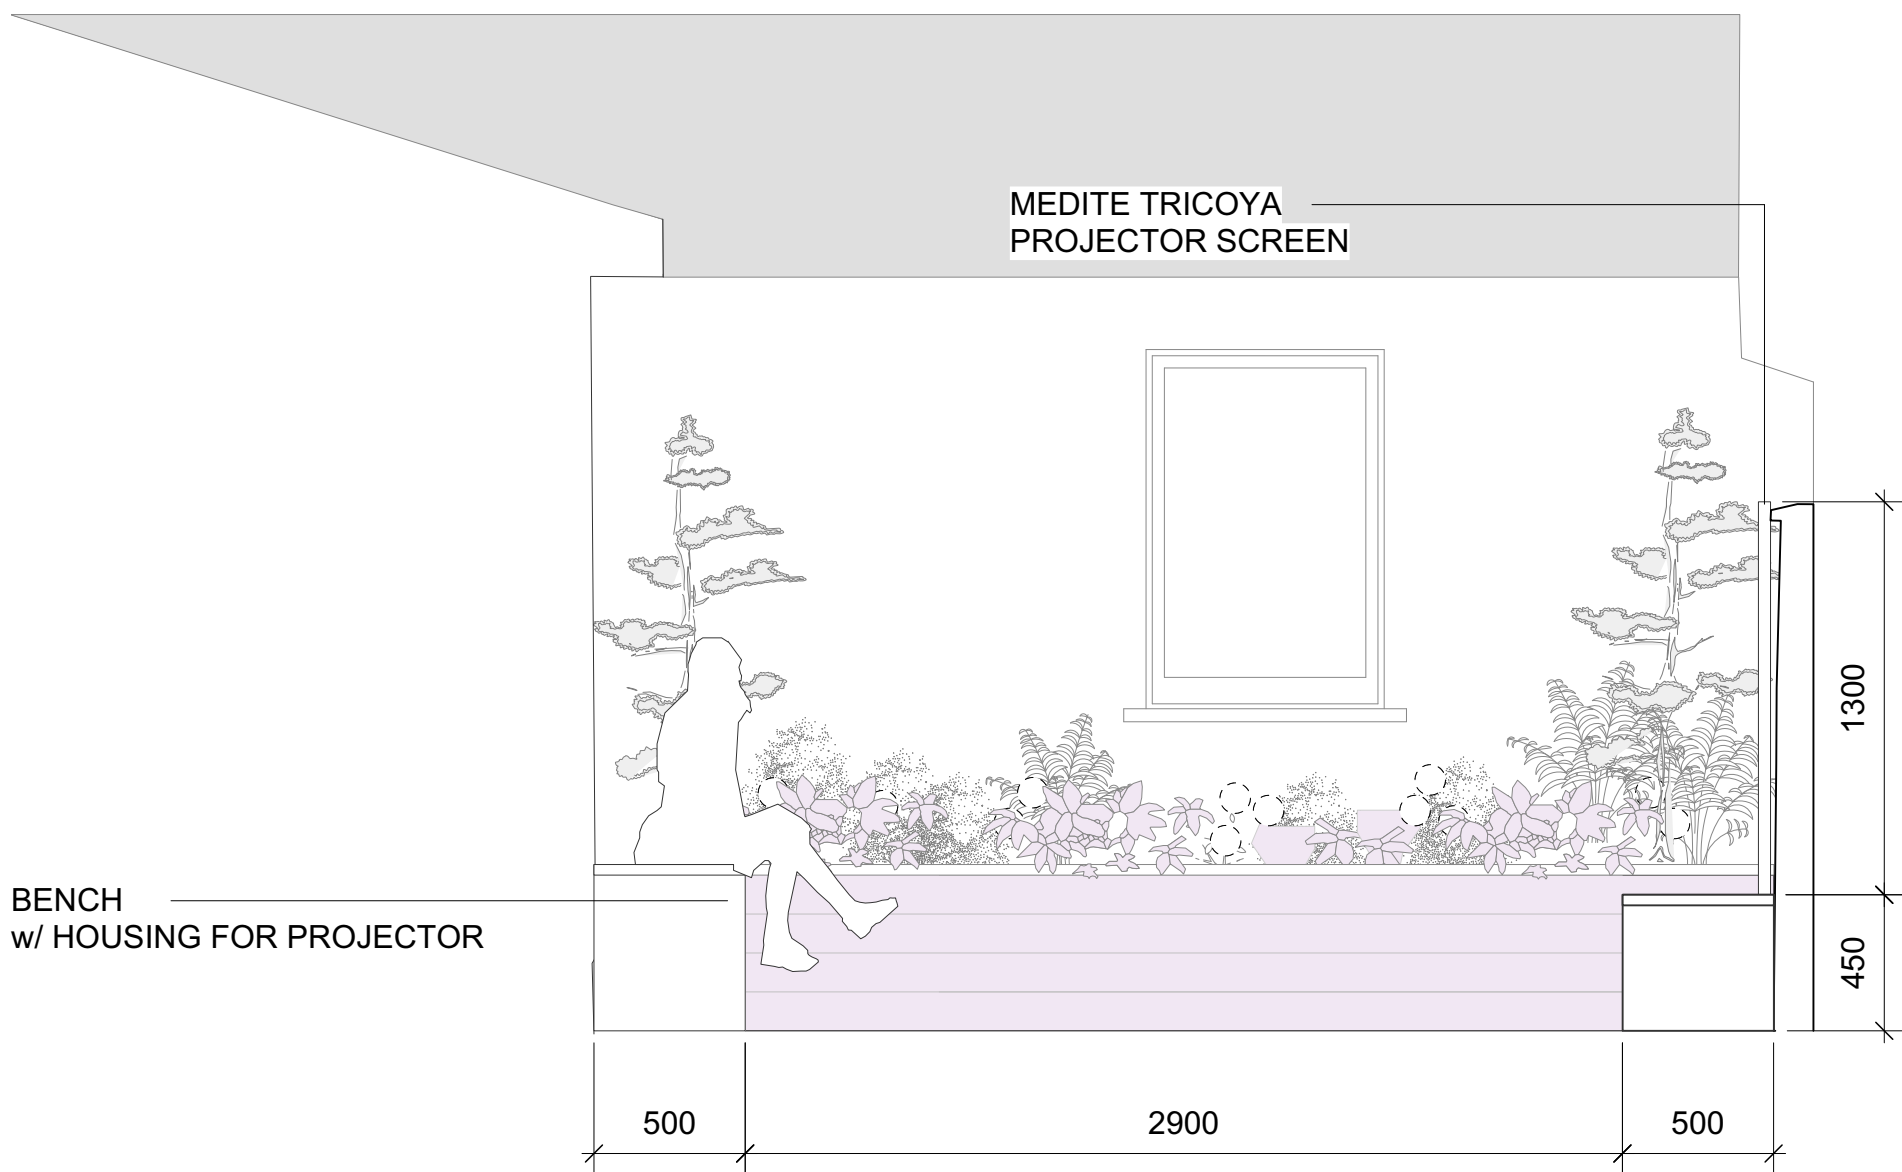 MEDITE TRICOYA
PROJECTOR SCREEN
1300
BENCH
w/ HOUSING FOR PROJECTOR
450
500
2900
500